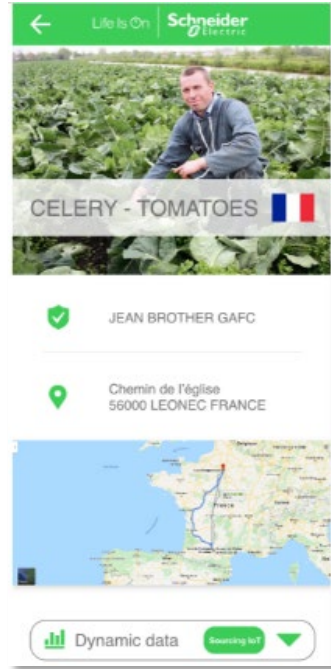 Life Is On | Schneider
Electric
CELERY - TOMATOES
JEAN BROTHER GAFC
Chemin de l'église
56000 LEONEC FRANCE
France
Dynamic data
Sourcing IoT